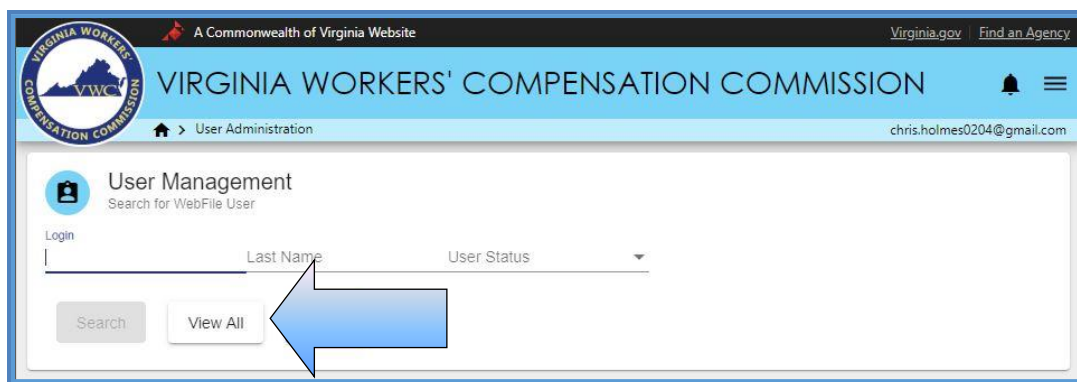 A Commonwealth of Virginia Website
Virginia.gov | Find an Agency
VIRGINIA WORKERS' COMPENSATION COMMISSION
VWC
VIRGINIA WORKERS' COMPENSATION COMMISSION
> User Administration
chris.holmes0204@gmail.com
User Management
Search for WebFile User
Login
Last Name
User Status
Search
View All